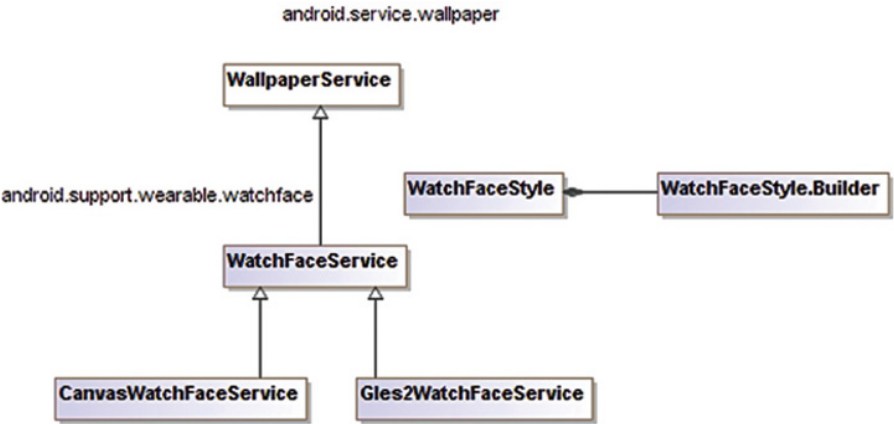 android.service.wallpaper
WallpaperService
WatchFaceStyle
WatchFaceStyle.Builder
android.support.wearable.watchface
WatchFaceService
CanvasWatchFaceService
Gles2WatchFaceService